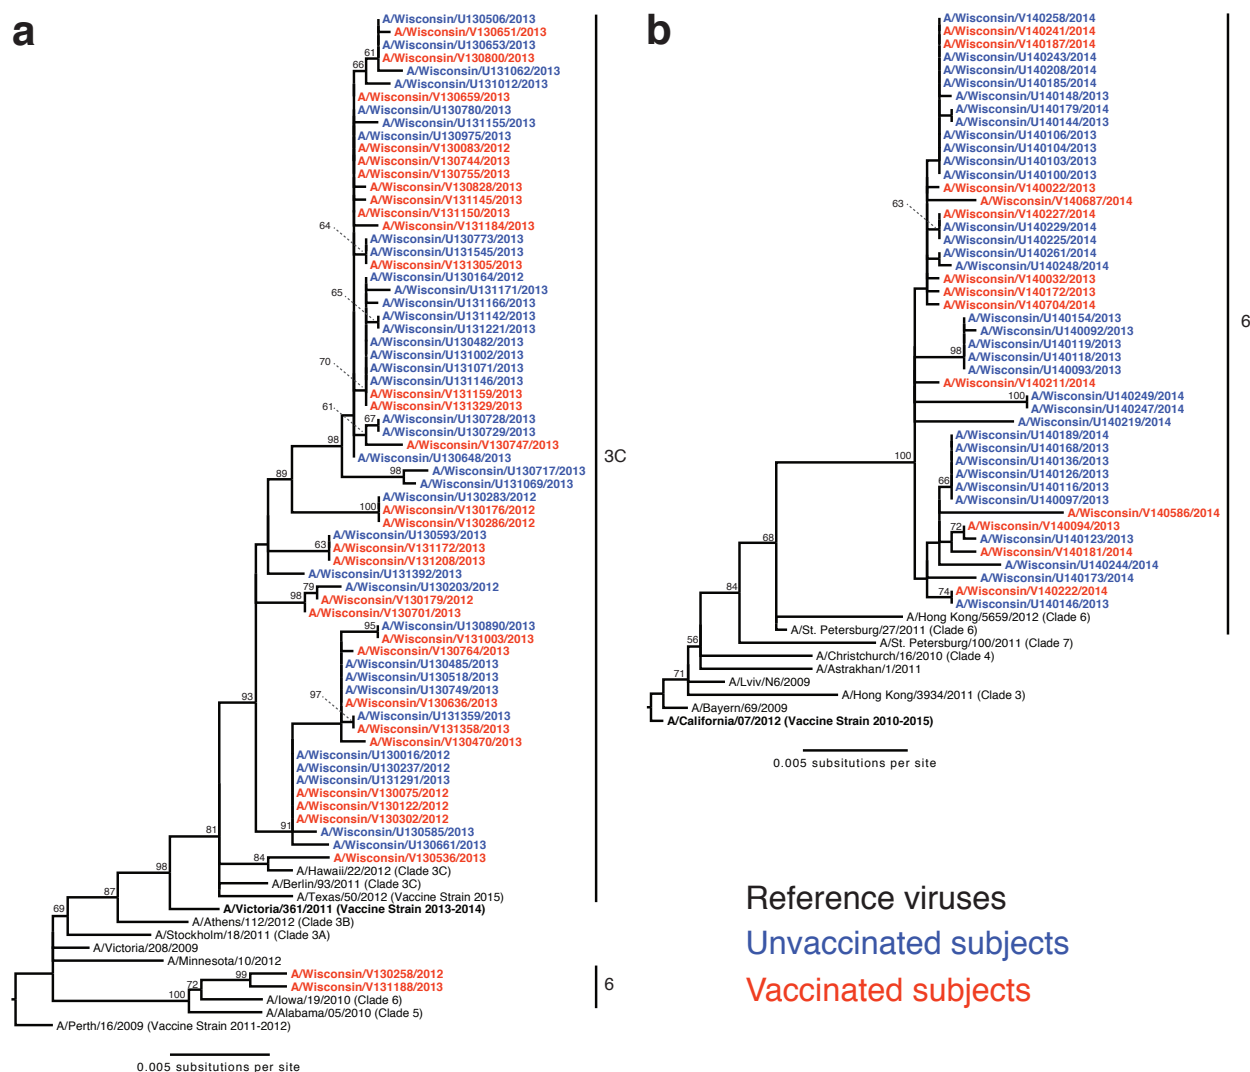 a
A/Wisconsin/U130506/2013
A/Wisconsin/V130651/2013
61
A/Wisconsin/U130653/2013
A/Wisconsin/V130800/2013
66
A/Wisconsin/U131062/2013
A/Wisconsin/U131012/2013
A/Wisconsin/V130659/2013
A/Wisconsin/U130780/2013
A/Wisconsin/U131155/2013
A/Wisconsin/U130975/2013
A/Wisconsin/V130083/2012
A/Wisconsin/V130744/2013
A/Wisconsin/V130755/2013
A/Wisconsin/V130828/2013
A/Wisconsin/V131145/2013
A/Wisconsin/V131150/2013
A/Wisconsin/V131184/2013
64
A/Wisconsin/U130773/2013
A/Wisconsin/U131545/2013
A/Wisconsin/V131305/2013
A/Wisconsin/U130164/2012
A/Wisconsin/U131171/2013
65
A/Wisconsin/U131166/2013
A/Wisconsin/U131142/2013
A/Wisconsin/U131221/2013
A/Wisconsin/U130482/2013
A/Wisconsin/U131002/2013
70
A/Wisconsin/U131071/2013
A/Wisconsin/U131146/2013
A/Wisconsin/V131159/2013
A/Wisconsin/V131329/2013
61
67
A/Wisconsin/U130728/2013
A/Wisconsin/U130729/2013
98
A/Wisconsin/V130747/2013
A/Wisconsin/U130648/2013
3C
98
A/Wisconsin/U130717/2013
89
A/Wisconsin/U131069/2013
A/Wisconsin/U130283/2012
100
A/Wisconsin/V130176/2012
A/Wisconsin/V130286/2012
A/Wisconsin/U130593/2013
63
A/Wisconsin/V131172/2013
A/Wisconsin/V131208/2013
A/Wisconsin/U131392/2013
79
A/Wisconsin/U130203/2012
98
A/Wisconsin/V130179/2012
A/Wisconsin/V130701/2013
95
A/Wisconsin/U130890/2013
A/Wisconsin/V131003/2013
A/Wisconsin/V130764/2013
A/Wisconsin/U130485/2013
A/Wisconsin/U130518/2013
93
97
A/Wisconsin/U130749/2013
A/Wisconsin/V130636/2013
A/Wisconsin/U131359/2013
A/Wisconsin/V131358/2013
A/Wisconsin/V130470/2013
A/Wisconsin/U130016/2012
A/Wisconsin/U130237/2012
A/Wisconsin/U131291/2013
A/Wisconsin/V130075/2012
A/Wisconsin/V130122/2012
A/Wisconsin/V130302/2012
81
91
A/Wisconsin/U130585/2013
A/Wisconsin/U130661/2013
84
A/Wisconsin/V130536/2013
98
A/Hawaii/22/2012 (Clade 3C)
A/Berlin/93/2011 (Clade 3C)
87
A/Texas/50/2012 (Vaccine Strain 2015)
69
A/Victoria/361/2011 (Vaccine Strain 2013-2014)
A/Athens/112/2012 (Clade 3B)
A/Stockholm/18/2011 (Clade 3A)
A/Victoria/208/2009
A/Minnesota/10/2012
99
A/Wisconsin/V130258/2012
72
A/Wisconsin/V131188/2013
6
100
A/Iowa/19/2010 (Clade 6)
A/Alabama/05/2010 (Clade 5)
A/Perth/16/2009 (Vaccine Strain 2011-2012)
0.005 subsitutions per site
b
A/Wisconsin/V140258/2014
A/Wisconsin/V140241/2014
A/Wisconsin/V140187/2014
A/Wisconsin/U140243/2014
A/Wisconsin/U140208/2014
A/Wisconsin/U140185/2014
A/Wisconsin/U140148/2013
A/Wisconsin/U140179/2014
A/Wisconsin/U140144/2013
A/Wisconsin/U140106/2013
A/Wisconsin/U140104/2013
A/Wisconsin/U140103/2013
A/Wisconsin/U140100/2013
A/Wisconsin/V140022/2013
A/Wisconsin/V140687/2014
63
A/Wisconsin/V140227/2014
A/Wisconsin/U140229/2014
A/Wisconsin/U140225/2014
A/Wisconsin/U140261/2014
A/Wisconsin/U140248/2014
A/Wisconsin/V140032/2013
A/Wisconsin/V140172/2013
A/Wisconsin/V140704/2014
A/Wisconsin/U140154/2013
6
A/Wisconsin/U140092/2013
A/Wisconsin/U140119/2013
98
A/Wisconsin/U140118/2013
A/Wisconsin/U140093/2013
A/Wisconsin/V140211/2014
100
A/Wisconsin/U140249/2014
A/Wisconsin/U140247/2014
A/Wisconsin/U140219/2014
A/Wisconsin/U140189/2014
A/Wisconsin/U140168/2013
100
A/Wisconsin/U140136/2013
A/Wisconsin/U140126/2013
66
A/Wisconsin/U140116/2013
A/Wisconsin/U140097/2013
A/Wisconsin/V140586/2014
72
A/Wisconsin/V140094/2013
68
A/Wisconsin/U140123/2013
A/Wisconsin/V140181/2014
A/Wisconsin/U140244/2014
A/Wisconsin/U140173/2014
84
74
A/Wisconsin/V140222/2014
A/Wisconsin/U140146/2013
A/Hong Kong/5659/2012 (Clade 6)
A/St. Petersburg/27/2011 (Clade 6)
56
A/St. Petersburg/100/2011 (Clade 7)
A/Christchurch/16/2010 (Clade 4)
71
A/Astrakhan/1/2011
A/Lviv/N6/2009
A/Hong Kong/3934/2011 (Clade 3)
A/Bayern/69/2009
A/California/07/2012 (Vaccine Strain 2010-2015)
0.005 subsitutions per site
Reference viruses
Unvaccinated subjects
Vaccinated subjects